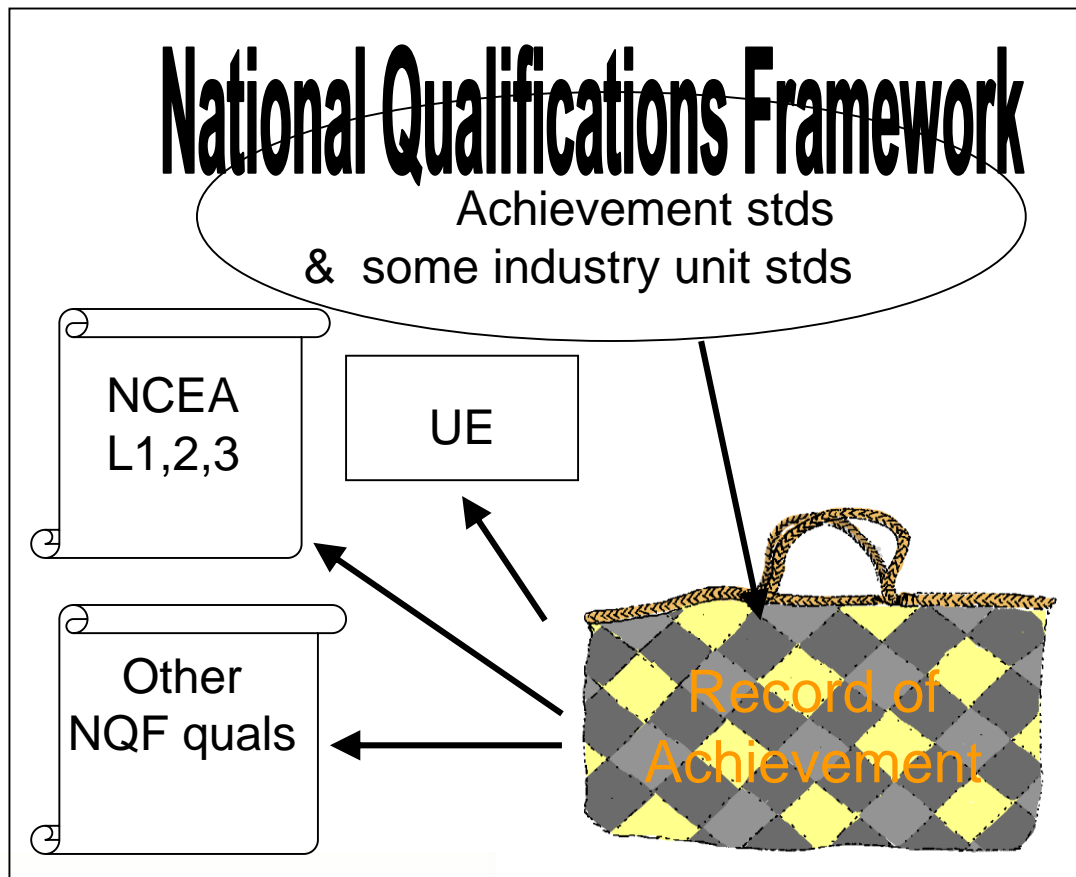 National Qualifications Framework
Achievement stds
& some industry unit stds
NCEA
L1,2,3
UE
Other
NQF quals
Record of
Achievement